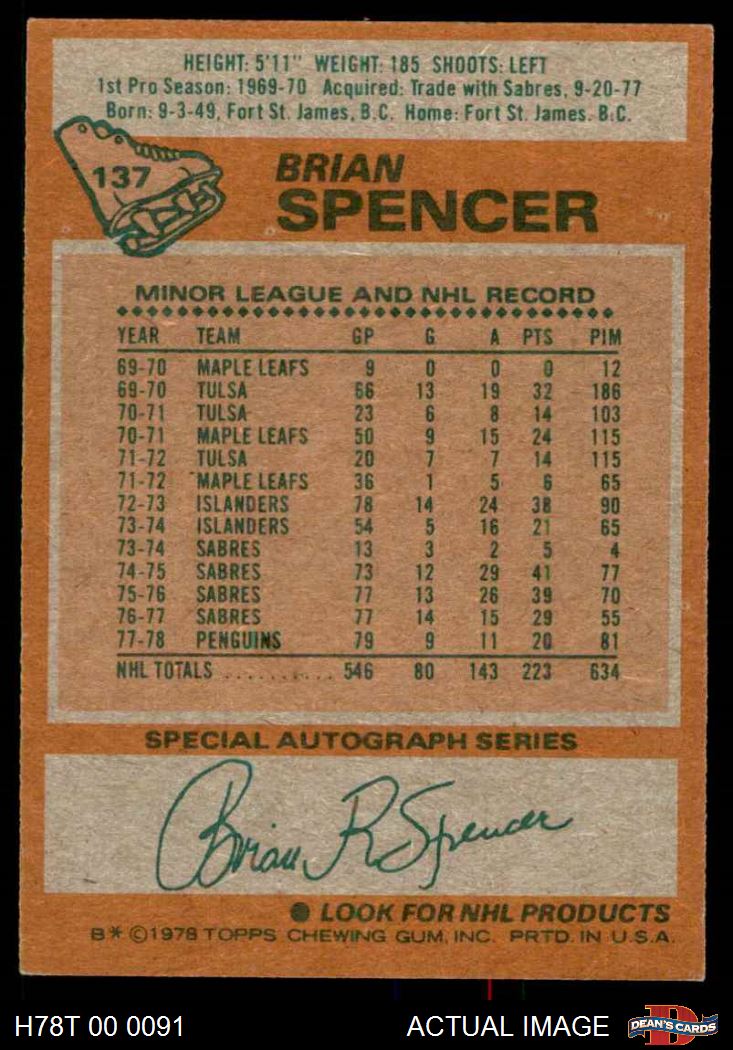 HEIGHT: 5'11" WEIGHT: 185 SHOOTS: LEFT
1st Pro Season: 1969-70 Acquired: Trade with Sabres, 9-20-77
Born: 9-3-49, Fort St. James, B.C. Home: Fort St. James. B.C.
137
BRIAN
SPENCER
MINOR LEAGUE AND NHL RECORD
YEAR TEAM GP G A PTS PIM
69-70 MAPLE LEAFS 9 0 0 0 12
69-70 TULSA 66 13 19 32 186
70-71 TULSA 23 6 8 14 103
70-71 MAPLE LEAFS 50 9 15 24 115
71-72 TULSA 20 7 7 14 115
71-72 MAPLE LEAFS 36 1 5 6 65
72-73 ISLANDERS 78 14 24 38 90
73-74 ISLANDERS 54 5 16 21 65
73-74 SABRES 13 3 2 5 4
74-75 SABRES 73 12 29 41 77
75-76 SABRES 77 13 26 39 70
76-77 SABRES 77 14 15 29 55
77-78 PENGUINS 79 9 11 20 81
NHL TOTALS .......... 546 80 143 223 634
SPECIAL AUTOGRAPH SERIES
Brian R Spencer
● LOOK FOR NHL PRODUCTS
B* ©1978 TOPPS CHEWING GUM, INC. PRTD. IN U.S.A.
H78T 00 0091 ACTUAL IMAGE
D
DEAN'S CARDS